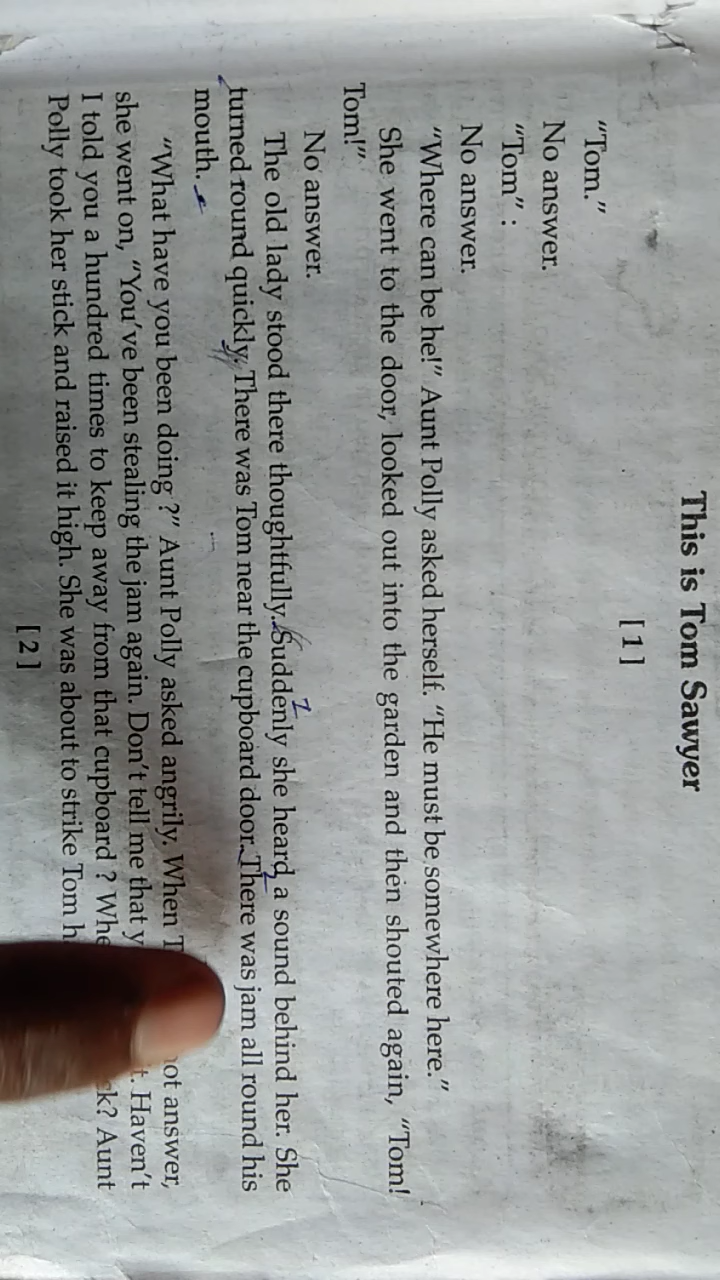 This is Tom Sawyer
[ 1 ]
"Tom."
No answer.
"Tom" :
No answer.
"Where can be he!" Aunt Polly asked herself. "He must be somewhere here."
She went to the door, looked out into the garden and then shouted again, "Tom!
Tom!"
No answer.
The old lady stood there thoughtfully. Suddenly she heard a sound behind her. She
turned round quickly. There was Tom near the cupboard door. There was jam all round his
mouth.
"What have you been doing ?" Aunt Polly asked angrily. When answer,
she went on, "You've been stealing the jam again. Don't tell me that Haven't
I told you a hundred times to keep away from that cupboard ? Aunt
Polly took her stick and raised it high. She was about to strike Tom
[ 2 ]